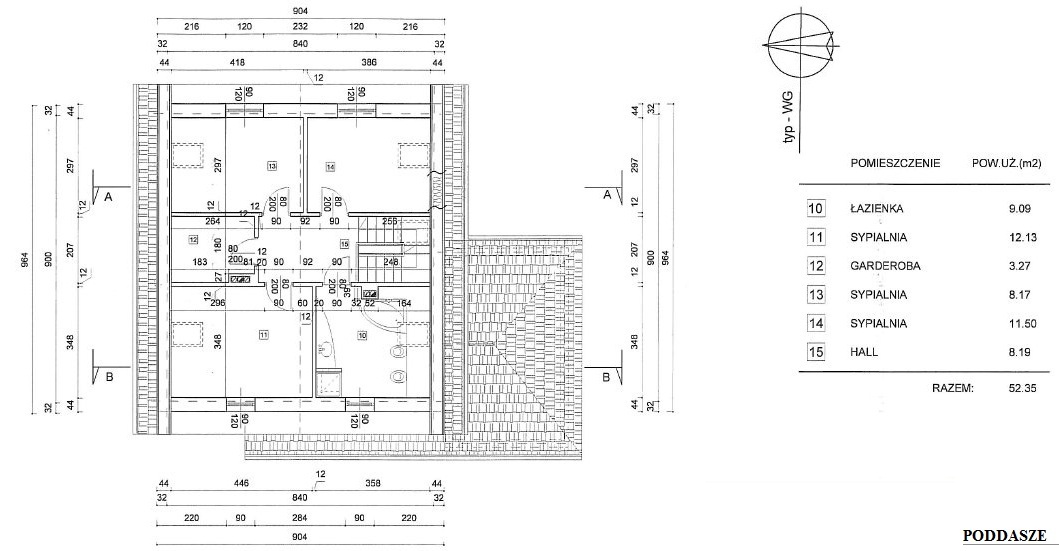 904
216 120 232 120 216
32 840 32
44 418 386 44
12
typ - WG
POMIESZCZENIE POW.UŻ.(m2)
10 ŁAZIENKA 9.09
11 SYPIALNIA 12.13
12 GARDEROBA 3.27
13 SYPIALNIA 8.17
14 SYPIALNIA 11.50
15 HALL 8.19
RAZEM: 52.35
120 90 120 90
964 900 32 44 297 12 207 12 348 44 32
44 32 297 12 207 900 964 12 348 44 32
A A
B B
297 13 14
200 80 200 80
12 12
264 90 92 90 256
12 180 80 200 12 15
183 81 20 90 92 90 248
27 12 200 80 200 80
296 90 60 20 90 32 52 164
12
348 11 10
120 90 120 90
12
44 446 358 44
32 840 32
220 90 284 90 220
904
PODDASZE